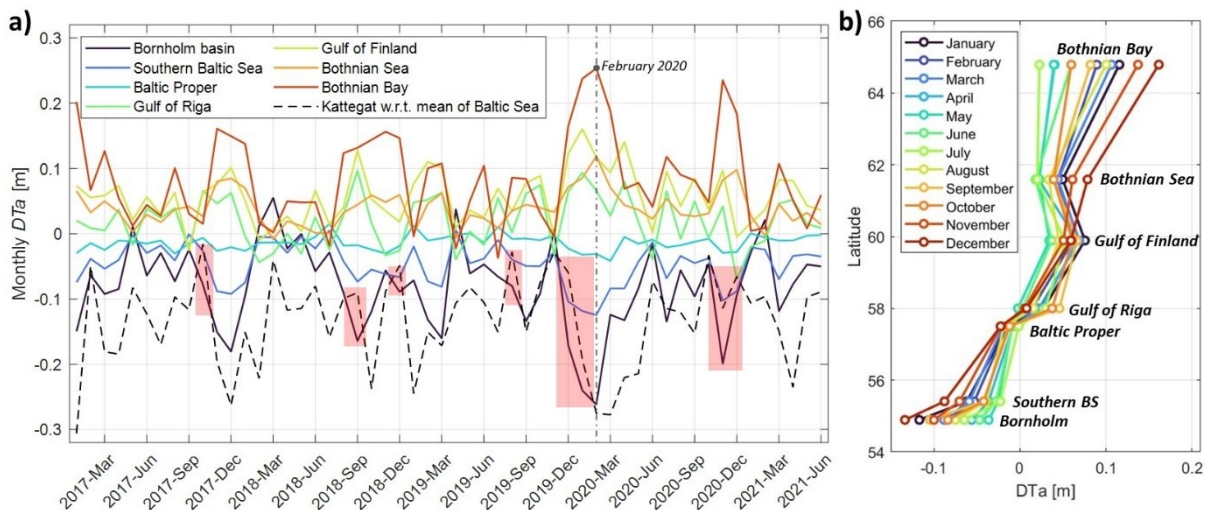 a)
0.3
0.2
0.1
0
-0.1
-0.2
-0.3
Monthly DTa [m]
Bornholm basin
Southern Baltic Sea
Baltic Proper
Gulf of Riga
Gulf of Finland
Bothnian Sea
Bothnian Bay
Kattegat w.r.t. mean of Baltic Sea
February 2020
2017-Mar
2017-Jun
2017-Sep
2017-Dec
2018-Mar
2018-Jun
2018-Sep
2018-Dec
2019-Mar
2019-Jun
2019-Sep
2019-Dec
2020-Mar
2020-Jun
2020-Sep
2020-Dec
2021-Mar
2021-Jun
b)
66
64
62
60
58
56
54
Latitude
January
February
March
April
May
June
July
August
September
October
November
December
Bothnian Bay
Bothnian Sea
Gulf of Finland
Gulf of Riga
Baltic Proper
Southern BS
Bornholm
-0.1
0
0.1
0.2
DTa [m]